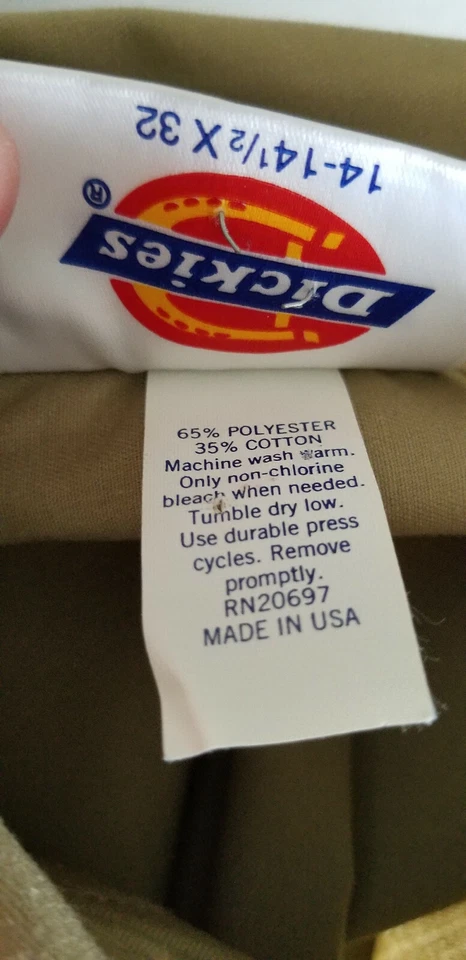 14-14½ X 32
Dickies®
65% POLYESTER
35% COTTON
Machine wash warm.
Only non-chlorine
bleach when needed.
Tumble dry low.
Use durable press
cycles. Remove
promptly.
RN20697
MADE IN USA